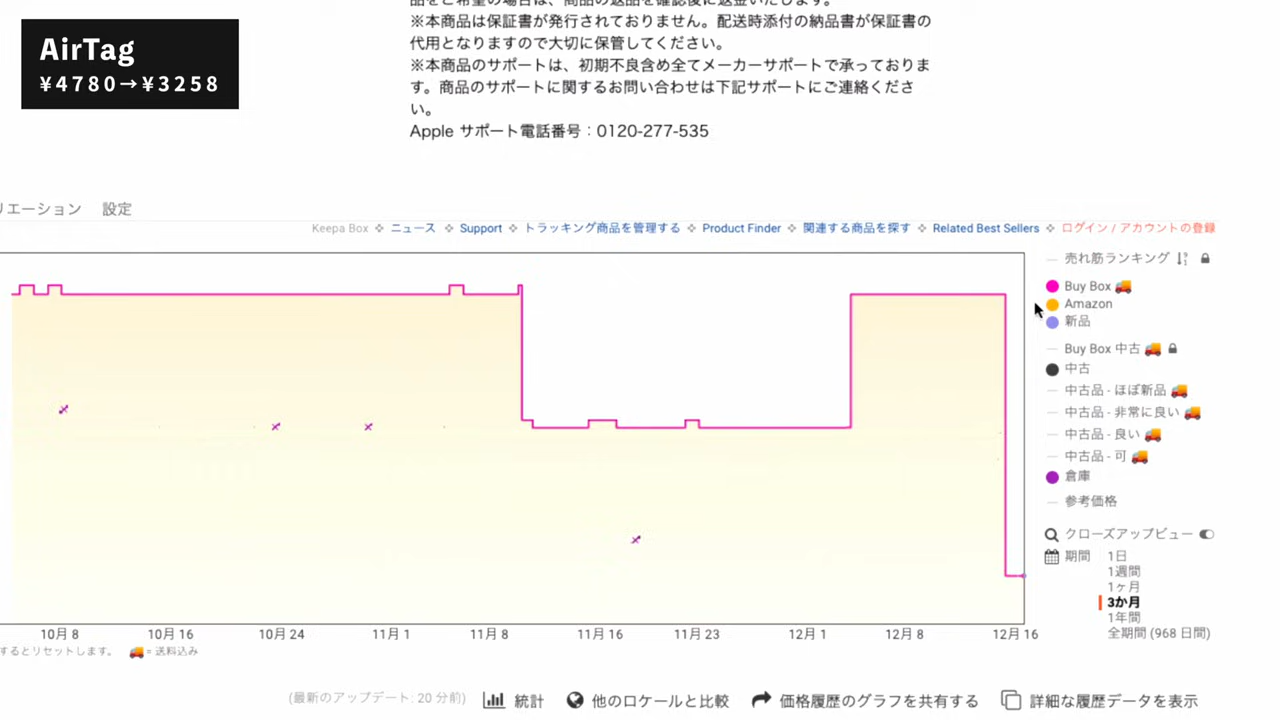 品をご希望の場合は、商品の返品を確認後に返金いたします。
※本商品は保証書が発行されておりません。配送時添付の納品書が保証書の
代用となりますので大切に保管してください。
※本商品のサポートは、初期不良含め全てメーカーサポートで承っておりま
す。商品のサポートに関するお問い合わせは下記サポートにご連絡くださ
い。
Apple サポート電話番号：0120-277-535
AirTag
¥4780→¥3258
リエーション 設定
Keepa Box ニュース Support トラッキング商品を管理する Product Finder 関連する商品を探す Related Best Sellers ログイン / アカウントの登録
売れ筋ランキング
Buy Box
Amazon
新品
Buy Box 中古
中古
中古品 - ほぼ新品
中古品 - 非常に良い
中古品 - 良い
中古品 - 可
倉庫
参考価格
クローズアップビュー
期間 1日
1週間
1ヶ月
3か月
1年間
全期間 (968 日間)
10月 8 10月 16 10月 24 11月 1 11月 8 11月 16 11月 23 12月 1 12月 8 12月 16
するとリセットします。 = 送料込み
(最新のアップデート: 20 分前) 統計 他のロケールと比較 価格履歴のグラフを共有する 詳細な履歴データを表示